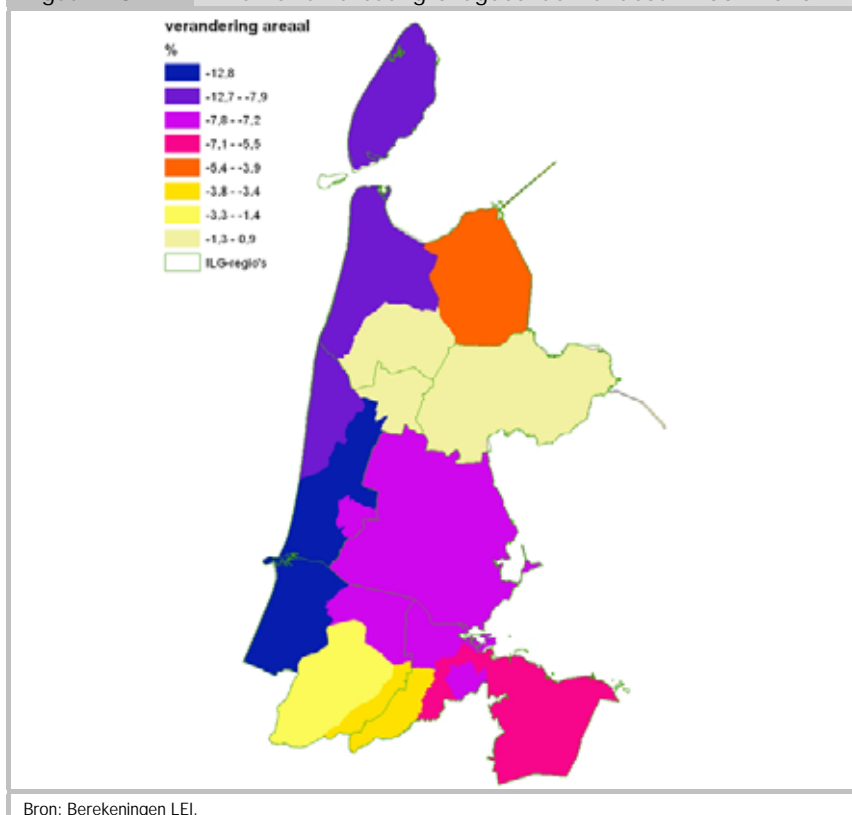 verandering areaal
%
-12,8
-12,7 - -7,9
-7,8 - -7,2
-7,1 - -5,5
-5,4 - -3,9
-3,8 - -3,4
-3,3 - -1,4
-1,3 - 0,9
ILG-regio's
Bron: Berekeningen LEI.